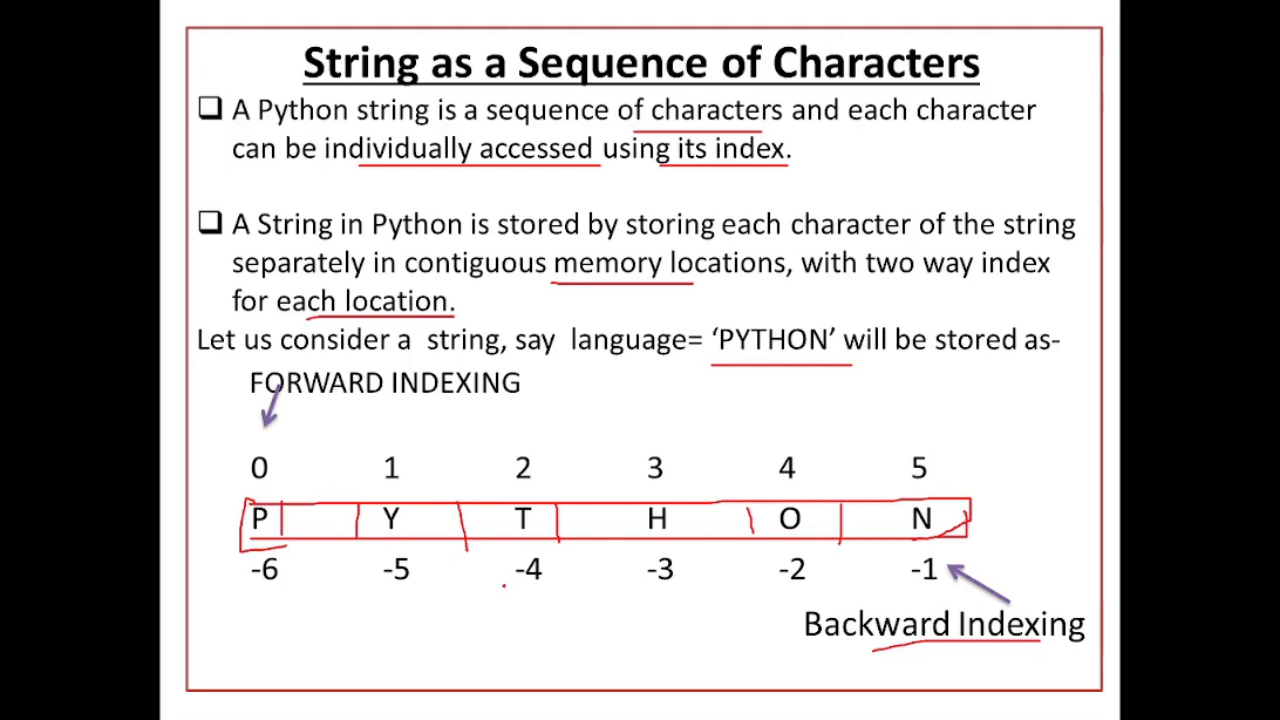 String as a Sequence of Characters
❑ A Python string is a sequence of characters and each character
can be individually accessed using its index.
❑ A String in Python is stored by storing each character of the string
separately in contiguous memory locations, with two way index
for each location.
Let us consider a string, say language= ‘PYTHON’ will be stored as-
FORWARD INDEXING
0 1 2 3 4 5
P Y T H O N
-6 -5 -4 -3 -2 -1
Backward Indexing